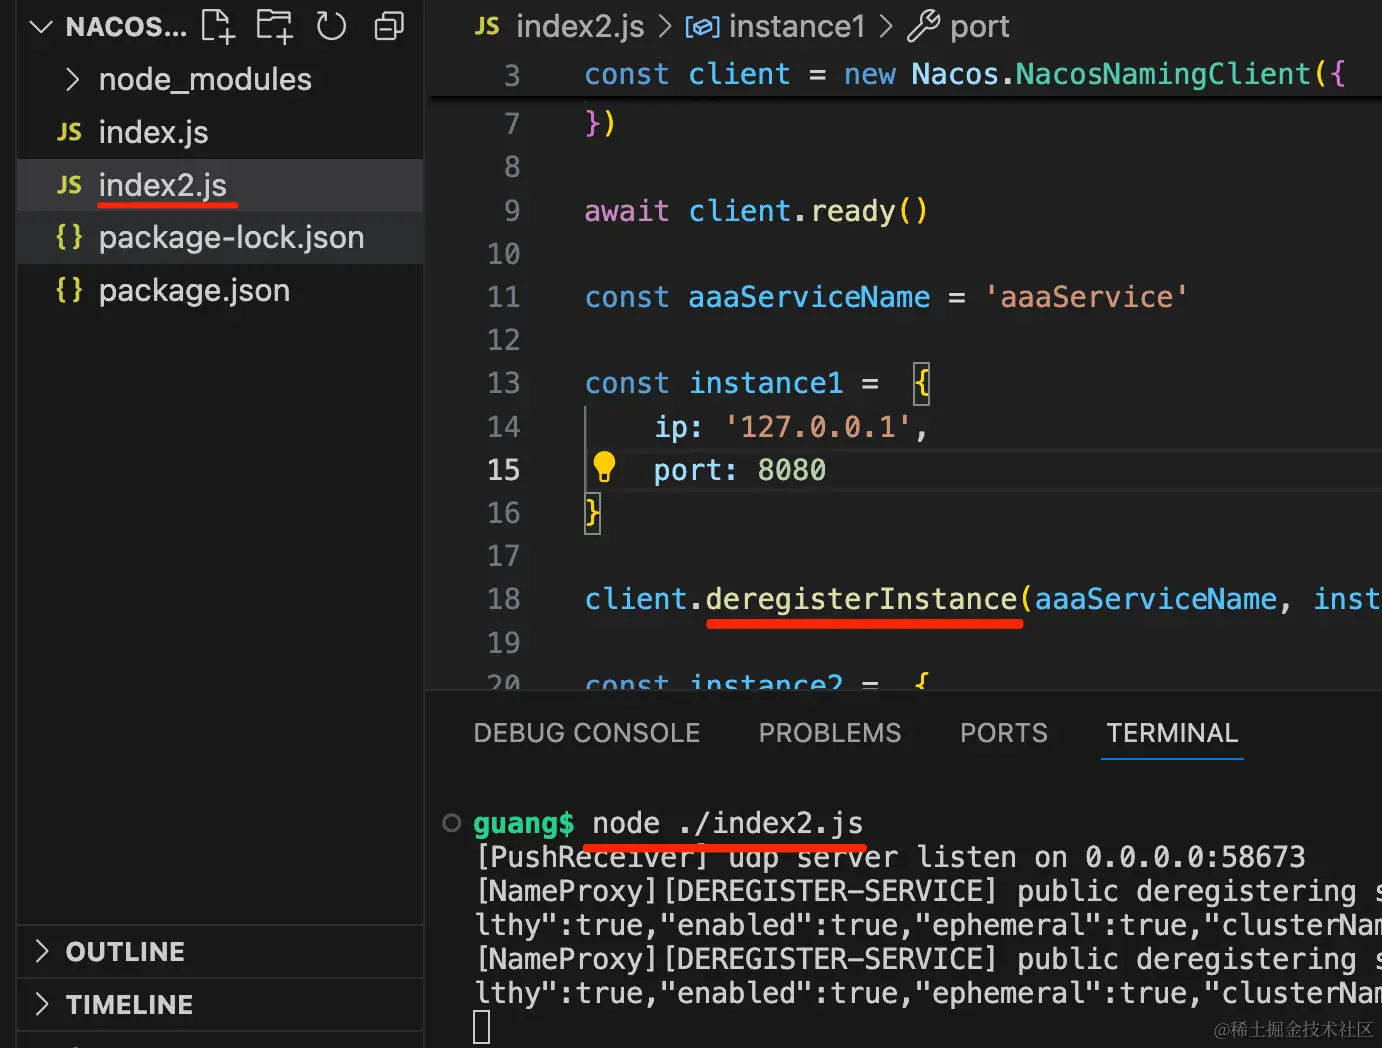 NACOS...
node_modules
JS index.js
JS index2.js
{} package-lock.json
{} package.json
OUTLINE
TIMELINE
JS index2.js > instance1 > port
3 const client = new Nacos.NacosNamingClient({
7 })
8
9 await client.ready()
10
11 const aaaServiceName = 'aaaService'
12
13 const instance1 = {
14 ip: '127.0.0.1',
15 port: 8080
16 }
17
18 client.deregisterInstance(aaaServiceName, inst
19
20 const instance2 = {
DEBUG CONSOLE PROBLEMS PORTS TERMINAL
guang$ node ./index2.js
[PushReceiver] udp server listen on 0.0.0.0:58673
[NameProxy][DEREGISTER-SERVICE] public deregistering s
lthy":true,"enabled":true,"ephemeral":true,"clusterNam
[NameProxy][DEREGISTER-SERVICE] public deregistering s
lthy":true,"enabled":true,"ephemeral":true,"clusterNam
@稀土掘金技术社区